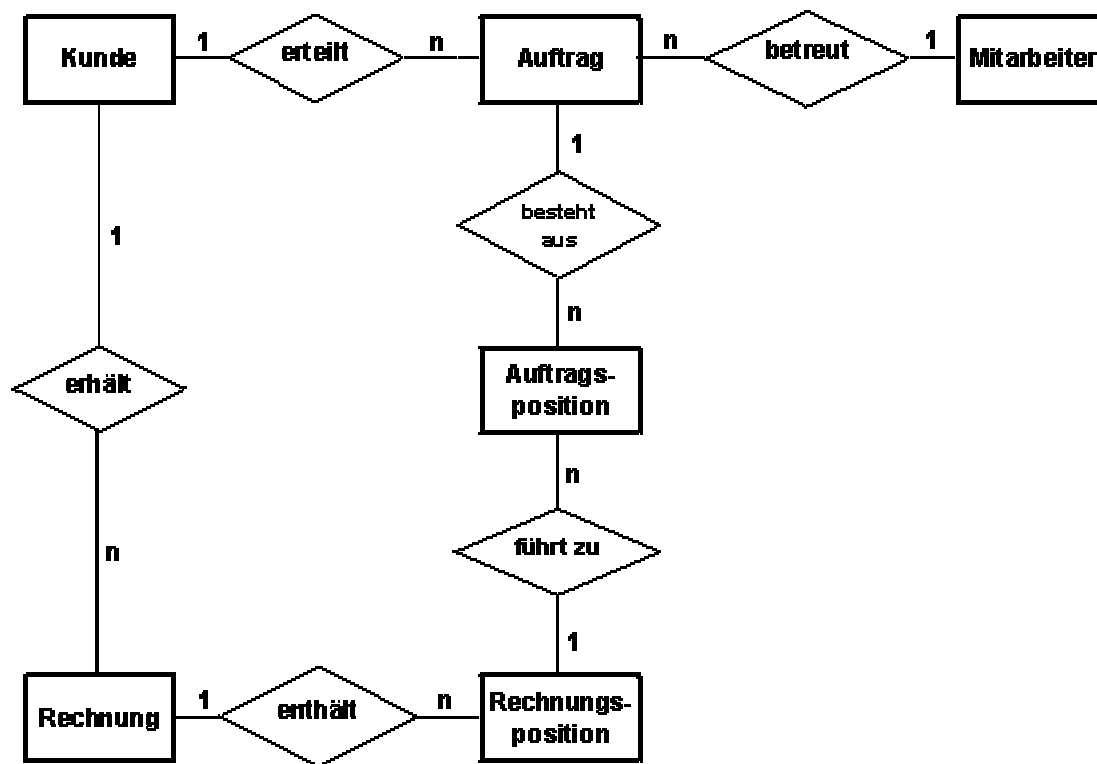 Kunde
1
erteilt
n
Auftrag
n
betreut
1
Mitarbeiter
1
besteht
aus
1
n
erhält
Auftrags-
position
n
führt zu
n
1
Rechnung
1
enthält
n
Rechnungs-
position